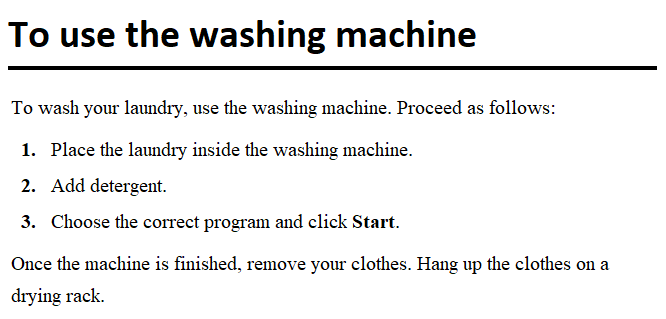 To use the washing machine
To wash your laundry, use the washing machine. Proceed as follows:
1. Place the laundry inside the washing machine.
2. Add detergent.
3. Choose the correct program and click Start.
Once the machine is finished, remove your clothes. Hang up the clothes on a
drying rack.